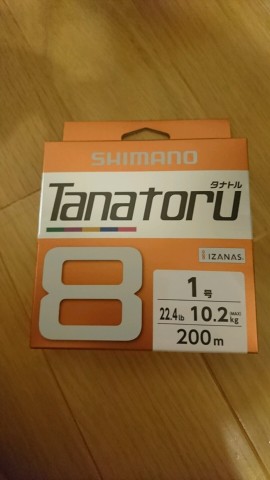 SHIMANO
タナトル
Tanatoru
IZANAS
8
1号
22.4lb 10.2(MAX)kg
200m